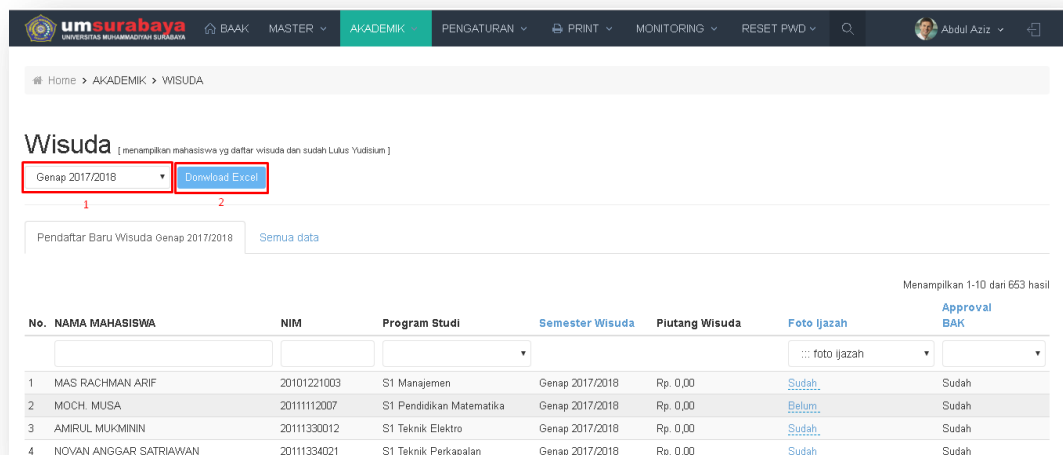 umsurabaya BAAK MASTER AKADEMIK PENGATURAN PRINT MONITORING RESET PWD Abdul Aziz
UNIVERSITAS MUHAMMADIYAH SURABAYA
Home > AKADEMIK > WISUDA
Wisuda [ menampilkan mahasiswa yg daftar wisuda dan sudah Lulus Yudisium ]
Genap 2017/2018 Donwload Excel
1 2
Pendaftar Baru Wisuda Genap 2017/2018 Semua data
Menampilkan 1-10 dari 653 hasil
No. NAMA MAHASISWA NIM Program Studi Semester Wisuda Piutang Wisuda Foto Ijazah Approval BAK
::: foto ijazah
1 MAS RACHMAN ARIF 20101221003 S1 Manajemen Genap 2017/2018 Rp. 0,00 Sudah Sudah
2 MOCH. MUSA 20111112007 S1 Pendidikan Matematika Genap 2017/2018 Rp. 0,00 Belum Sudah
3 AMIRUL MUKMININ 20111330012 S1 Teknik Elektro Genap 2017/2018 Rp. 0,00 Sudah Sudah
4 NOVAN ANGGAR SATRIAWAN 20111334021 S1 Teknik Perkapalan Genap 2017/2018 Rp. 0,00 Sudah Sudah